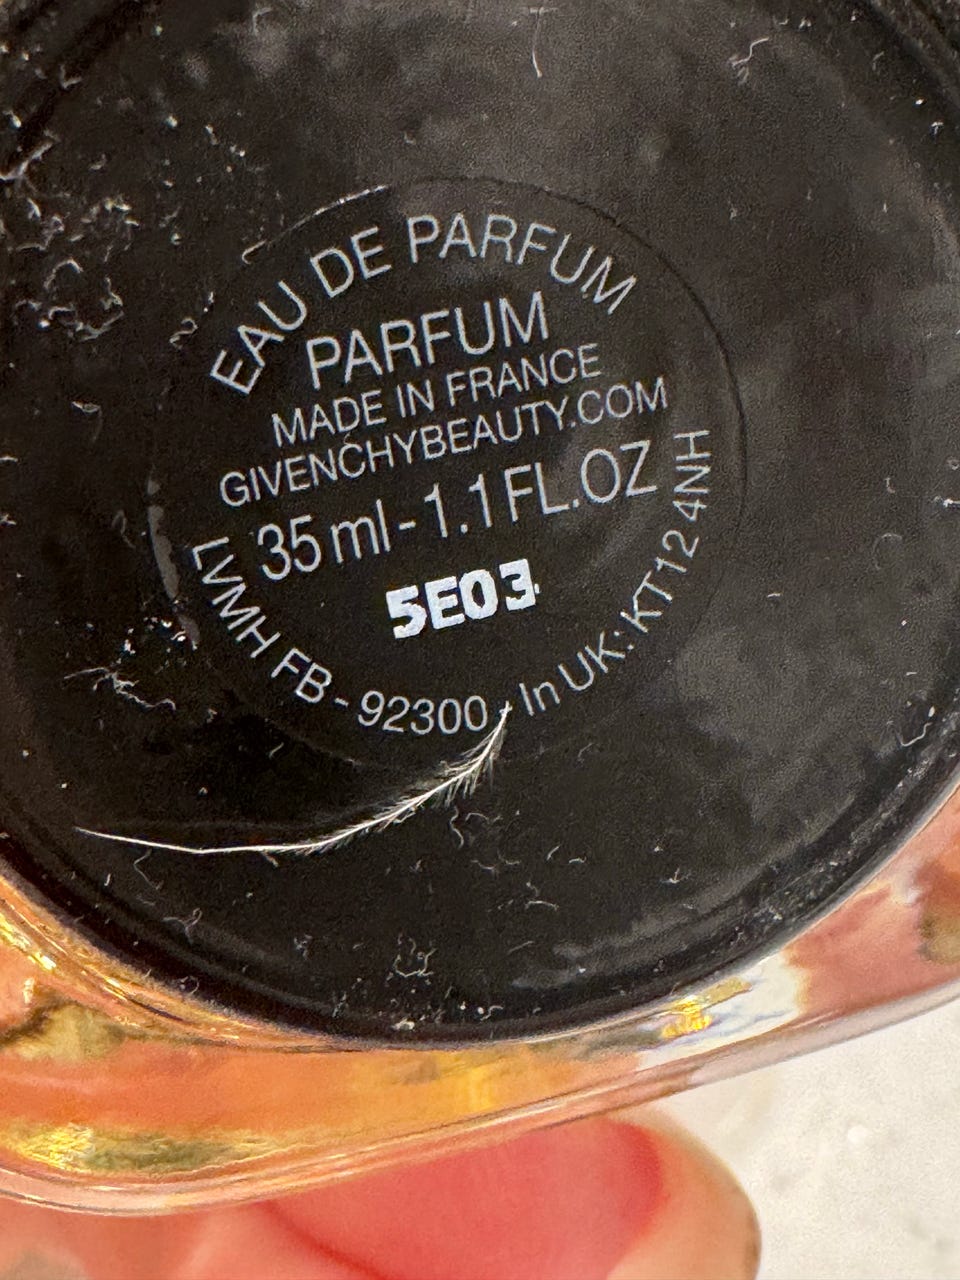 EAU DE PARFUM
PARFUM
MADE IN FRANCE
GIVENCHYBEAUTY.COM
35 ml - 1.1 FL.OZ
5E03
LVMH FB - 92300 - In UK: KT12 4NH